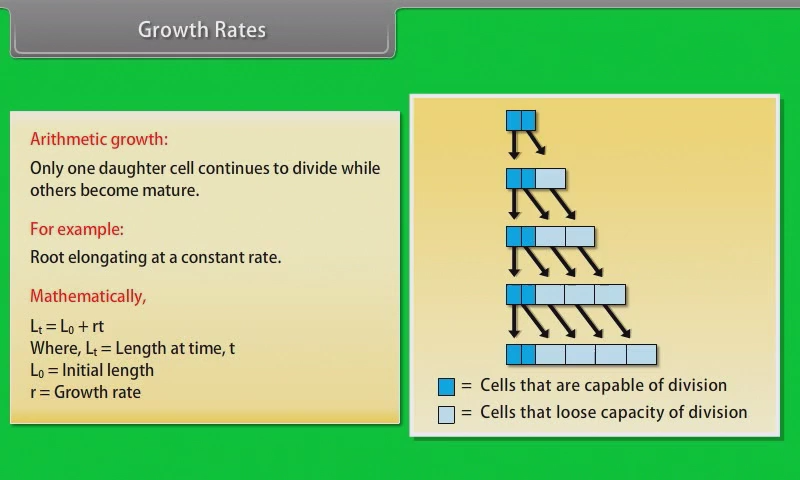 Growth Rates
Arithmetic growth:
Only one daughter cell continues to divide while
others become mature.
For example:
Root elongating at a constant rate.
Mathematically,
Lₜ = L₀ + rt
Where, Lₜ = Length at time, t
L₀ = Initial length
r = Growth rate
= Cells that are capable of division
= Cells that loose capacity of division